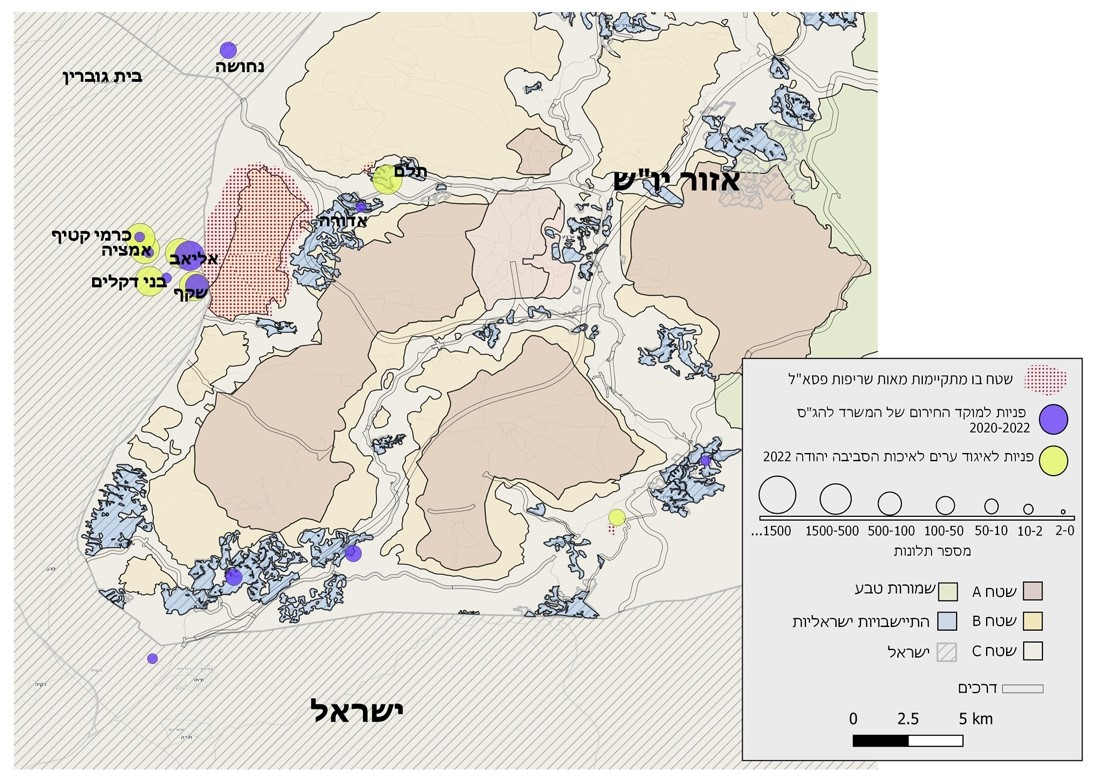 נחושה
בית גוברין
תלם
אזור יו"ש
אדורה
כרמי קטיף
אמציה
אליאב
בני דקלים
שקף
ישראל
שטח בו מתקיימות מאות שריפות פסא"ל
פניות למוקד החירום של המשרד להג"ס
2020-2022
פניות לאיגוד ערים לאיכות הסביבה יהודה 2022
...1500 1500-500 500-100 100-50 50-10 10-2 2-0
מספר תלונות
שטח A שמורות טבע
שטח B התיישבויות ישראליות
שטח C ישראל
דרכים
0 2.5 5 km